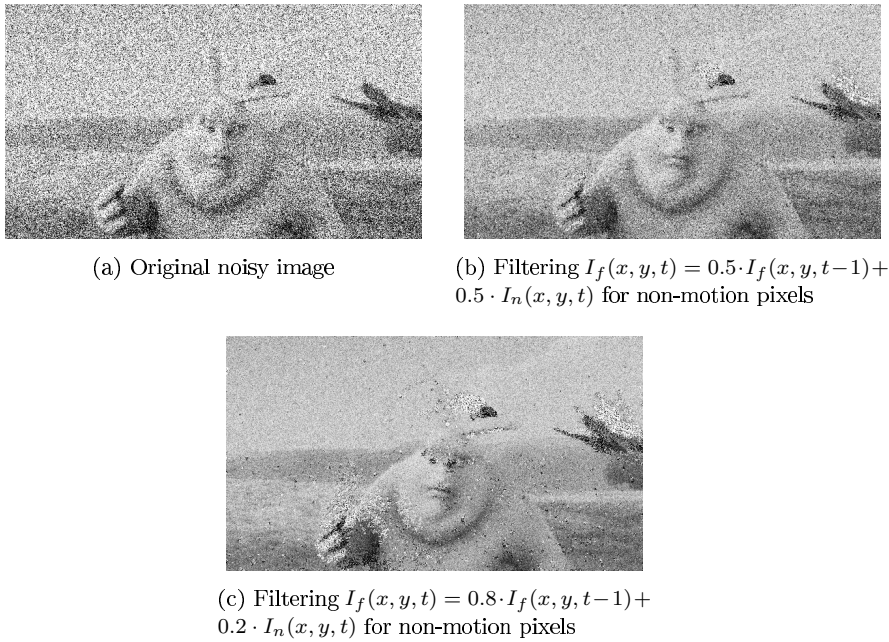 (a) Original noisy image
(b) Filtering I_f(x, y, t) = 0.5·I_f(x, y, t−1)+
0.5 · I_n(x, y, t) for non-motion pixels
(c) Filtering I_f(x, y, t) = 0.8·I_f(x, y, t−1)+
0.2 · I_n(x, y, t) for non-motion pixels